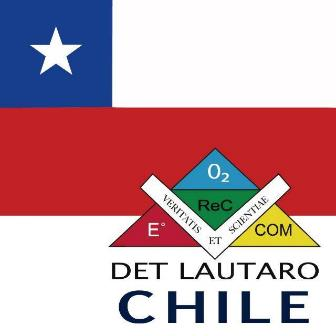 O₂
ReC
E°
COM
VERITATIS
ET
SCIENTIAE
DET LAUTARO
CHILE